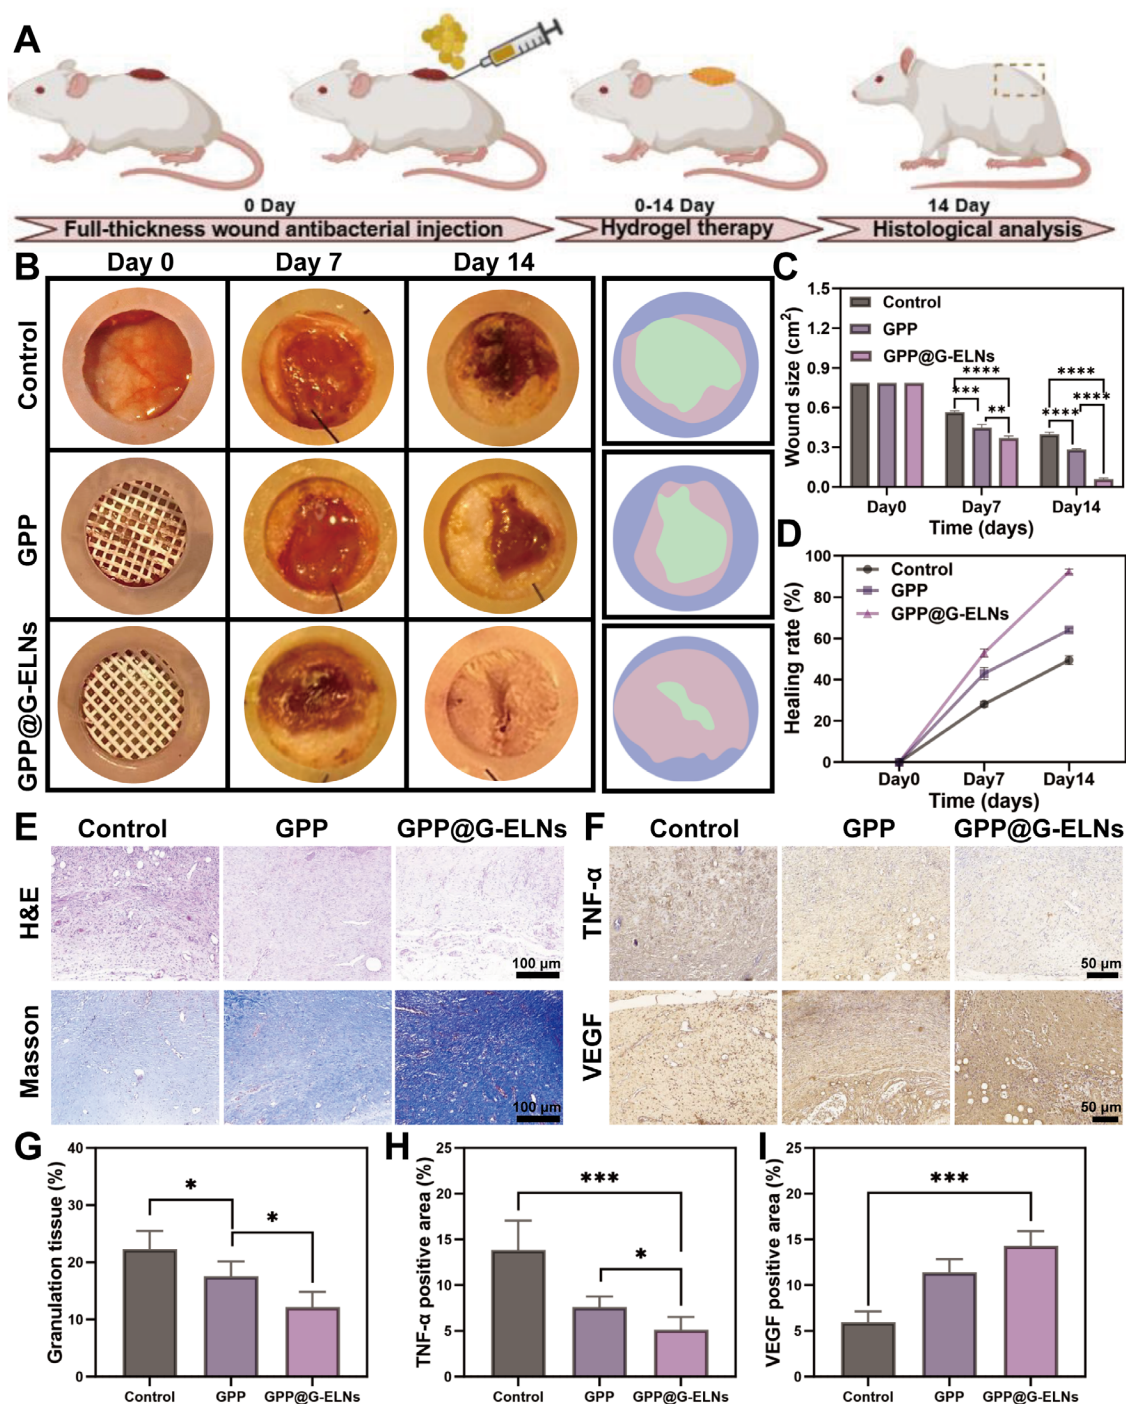 A
0 Day
0-14 Day
14 Day
Full-thickness wound antibacterial injection
Hydrogel therapy
Histological analysis
B
Day 0
Day 7
Day 14
Control
GPP
GPP@G-ELNs
C
Wound size (cm²)
1.5
1.2
0.9
0.6
0.3
0.0
Control
GPP
GPP@G-ELNs
****
***
**
****
****
****
Day0
Day7
Day14
Time (days)
D
Healing rate (%)
100
80
60
40
20
0
Control
GPP
GPP@G-ELNs
Day0
Day7
Day14
Time (days)
E
Control
GPP
GPP@G-ELNs
H&E
100 µm
Masson
100 µm
F
Control
GPP
GPP@G-ELNs
TNF-α
50 µm
VEGF
50 µm
G
Granulation tissue (%)
40
30
20
10
0
*
*
Control
GPP
GPP@G-ELNs
H
TNF-α positive area (%)
25
20
15
10
5
0
***
*
Control
GPP
GPP@G-ELNs
I
VEGF positive area (%)
25
20
15
10
5
0
***
Control
GPP
GPP@G-ELNs